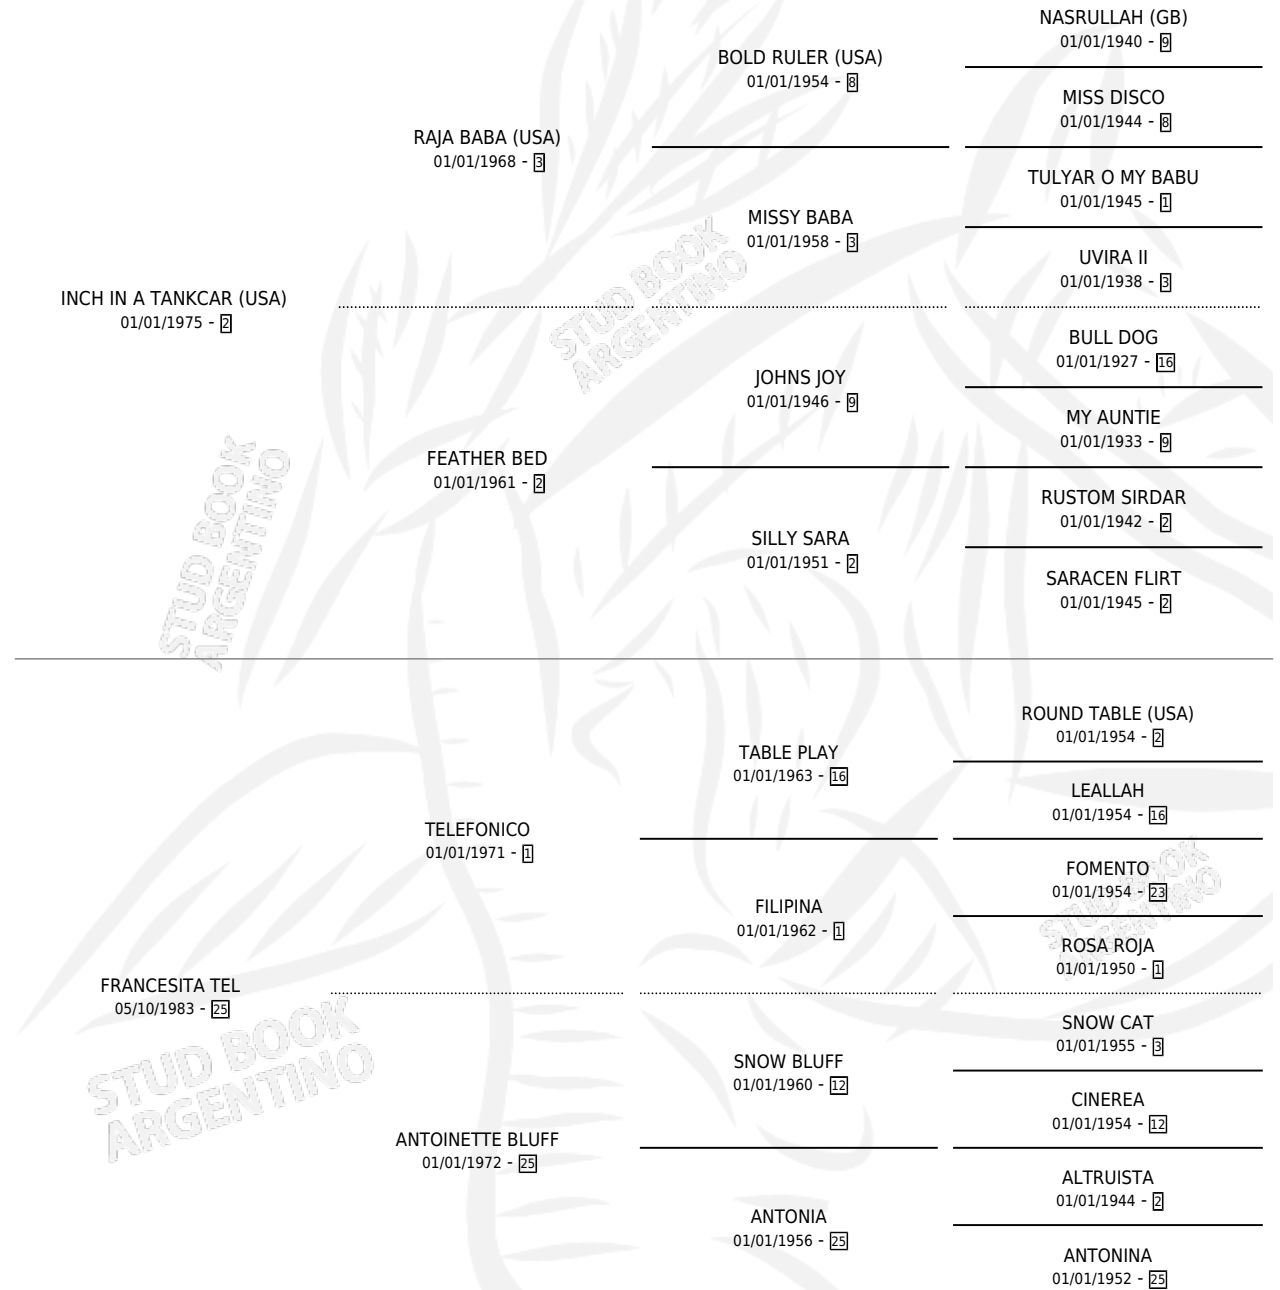 NASRULLAH (GB)
01/01/1940 - 9
BOLD RULER (USA)
01/01/1954 - 8
MISS DISCO
01/01/1944 - 8
RAJA BABA (USA)
01/01/1968 - 3
TULYAR O MY BABU
01/01/1945 - 1
MISSY BABA
01/01/1958 - 3
UVIRA II
01/01/1938 - 3
INCH IN A TANKCAR (USA)
01/01/1975 - 2
BULL DOG
01/01/1927 - 16
JOHNS JOY
01/01/1946 - 9
MY AUNTIE
01/01/1933 - 9
FEATHER BED
01/01/1961 - 2
RUSTOM SIRDAR
01/01/1942 - 2
SILLY SARA
01/01/1951 - 2
SARACEN FLIRT
01/01/1945 - 2
ROUND TABLE (USA)
01/01/1954 - 2
TABLE PLAY
01/01/1963 - 16
LEALLAH
01/01/1954 - 16
TELEFONICO
01/01/1971 - 1
FOMENTO
01/01/1954 - 23
FILIPINA
01/01/1962 - 1
ROSA ROJA
01/01/1950 - 1
FRANCESITA TEL
05/10/1983 - 25
SNOW CAT
01/01/1955 - 3
SNOW BLUFF
01/01/1960 - 12
CINEREA
01/01/1954 - 12
ANTOINETTE BLUFF
01/01/1972 - 25
ALTRUISTA
01/01/1944 - 2
ANTONIA
01/01/1956 - 25
ANTONINA
01/01/1952 - 25
STUD BOOK
ARGENTINO
STUD BOOK
ARGENTINO
STUD BOOK
ARGENTINO
STUD BOOK
ARGENTINO